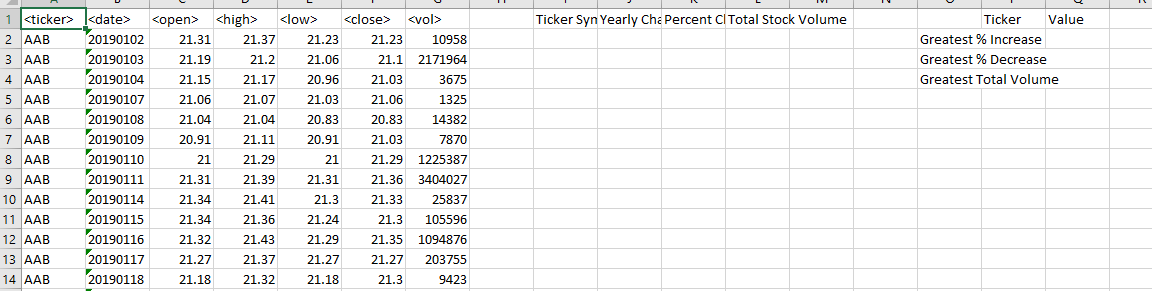 1 <ticker> <date> <open> <high> <low> <close> <vol> Ticker Syn Yearly Cha Percent Cl Total Stock Volume Ticker Value
2 AAB 20190102 21.31 21.37 21.23 21.23 10958 Greatest % Increase
3 AAB 20190103 21.19 21.2 21.06 21.1 2171964 Greatest % Decrease
4 AAB 20190104 21.15 21.17 20.96 21.03 3675 Greatest Total Volume
5 AAB 20190107 21.06 21.07 21.03 21.06 1325
6 AAB 20190108 21.04 21.04 20.83 20.83 14382
7 AAB 20190109 20.91 21.11 20.91 21.03 7870
8 AAB 20190110 21 21.29 21 21.29 1225387
9 AAB 20190111 21.31 21.39 21.31 21.36 3404027
10 AAB 20190114 21.34 21.41 21.3 21.33 25837
11 AAB 20190115 21.34 21.36 21.24 21.3 105596
12 AAB 20190116 21.32 21.43 21.29 21.35 1094876
13 AAB 20190117 21.27 21.37 21.27 21.27 203755
14 AAB 20190118 21.18 21.32 21.18 21.3 9423